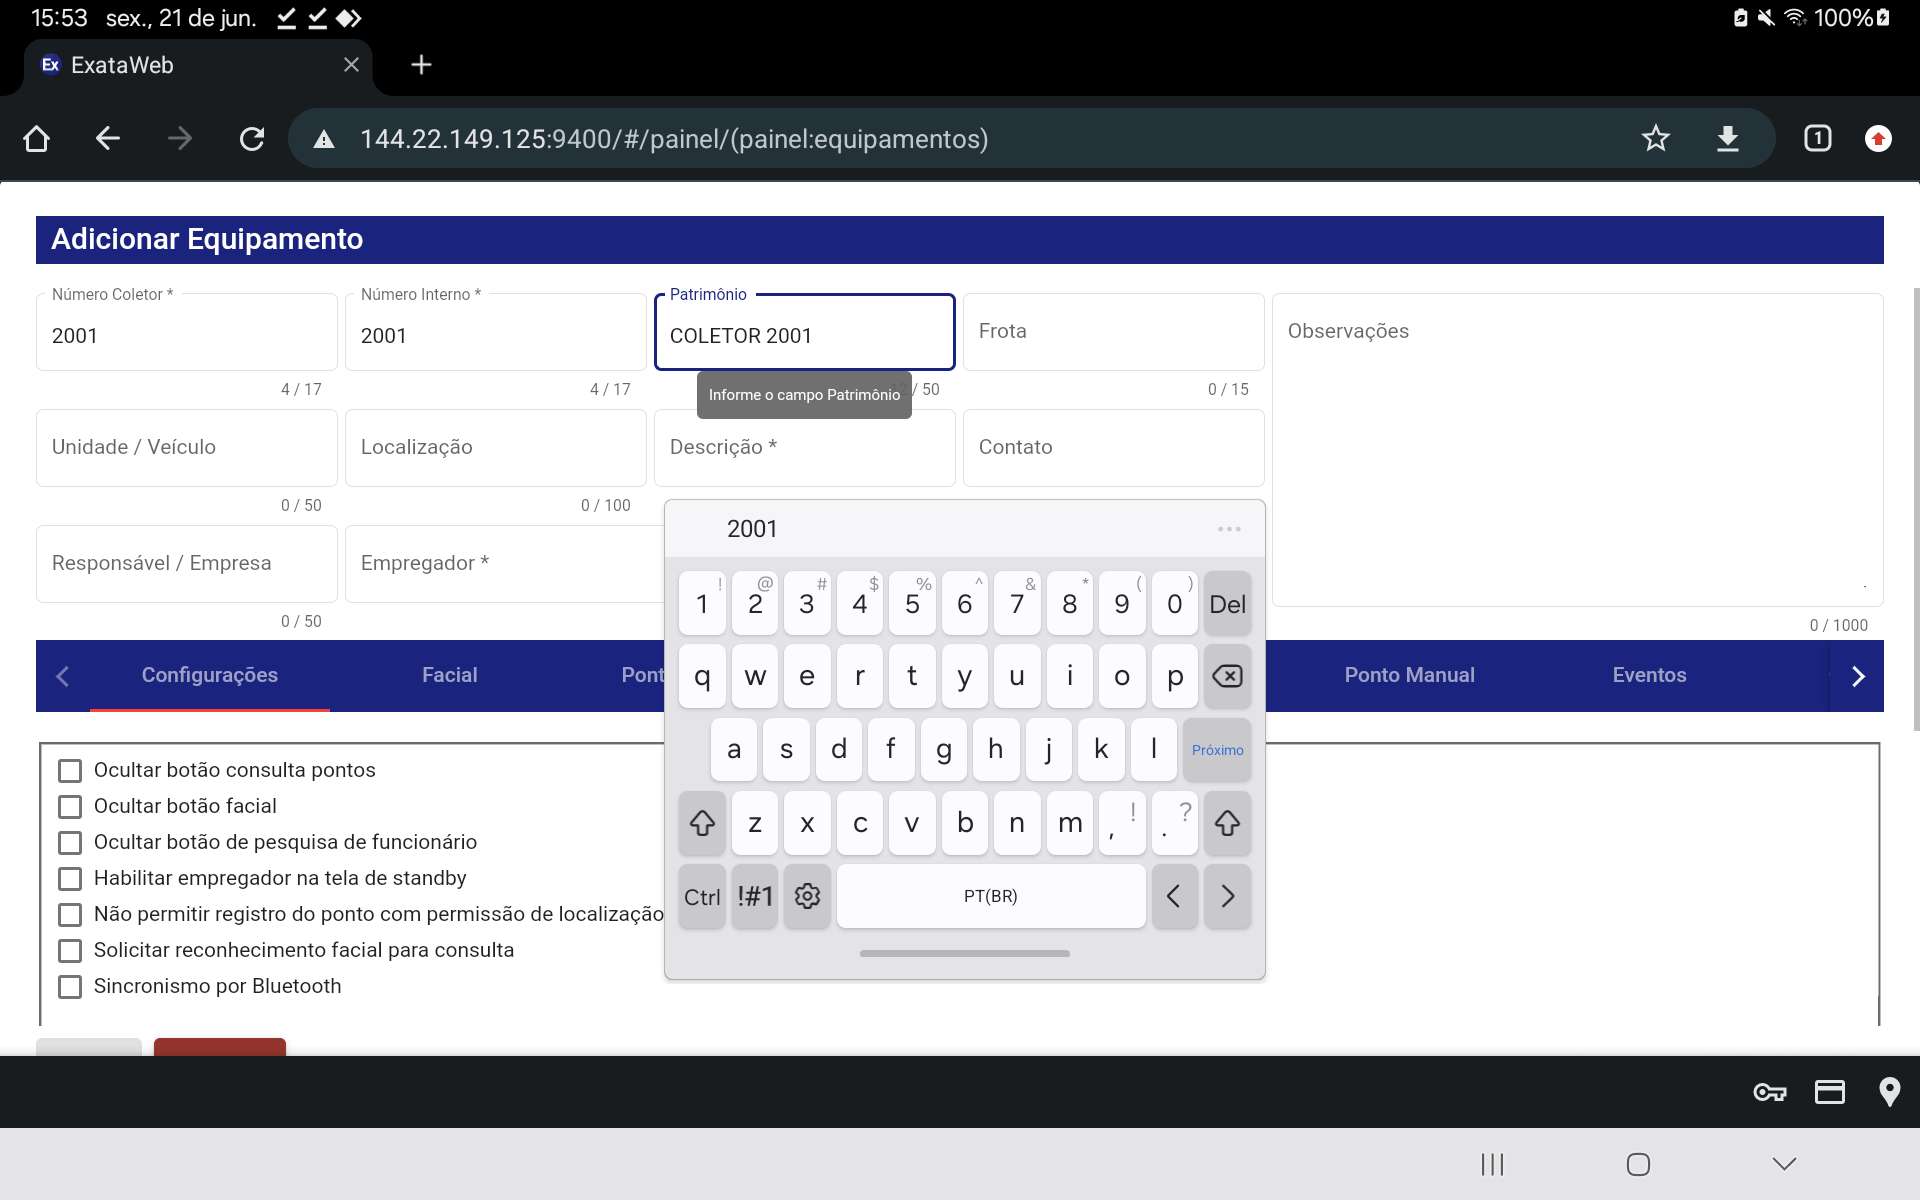 15:53 sex., 21 de jun.
100%
Ex ExataWeb
144.22.149.125:9400/#/painel/(painel:equipamentos)
1
Adicionar Equipamento
Número Coletor *
2001
4 / 17
Número Interno *
2001
4 / 17
Patrimônio
COLETOR 2001
12 / 50
Informe o campo Patrimônio
Frota
0 / 15
Observações
0 / 1000
Unidade / Veículo
0 / 50
Localização
0 / 100
Descrição *
Contato
Responsável / Empresa
0 / 50
Empregador *
Configurações
Facial
Pont
Ponto Manual
Eventos
Ocultar botão consulta pontos
Ocultar botão facial
Ocultar botão de pesquisa de funcionário
Habilitar empregador na tela de standby
Não permitir registro do ponto com permissão de localização
Solicitar reconhecimento facial para consulta
Sincronismo por Bluetooth
2001 ...
1 ! 2 @ 3 # 4 $ 5 % 6 ^ 7 & 8 * 9 ( 0 ) Del
q w e r t y u i o p
a s d f g h j k l Próximo
z x c v b n m , ! . ?
Ctrl !#1 PT(BR) < >